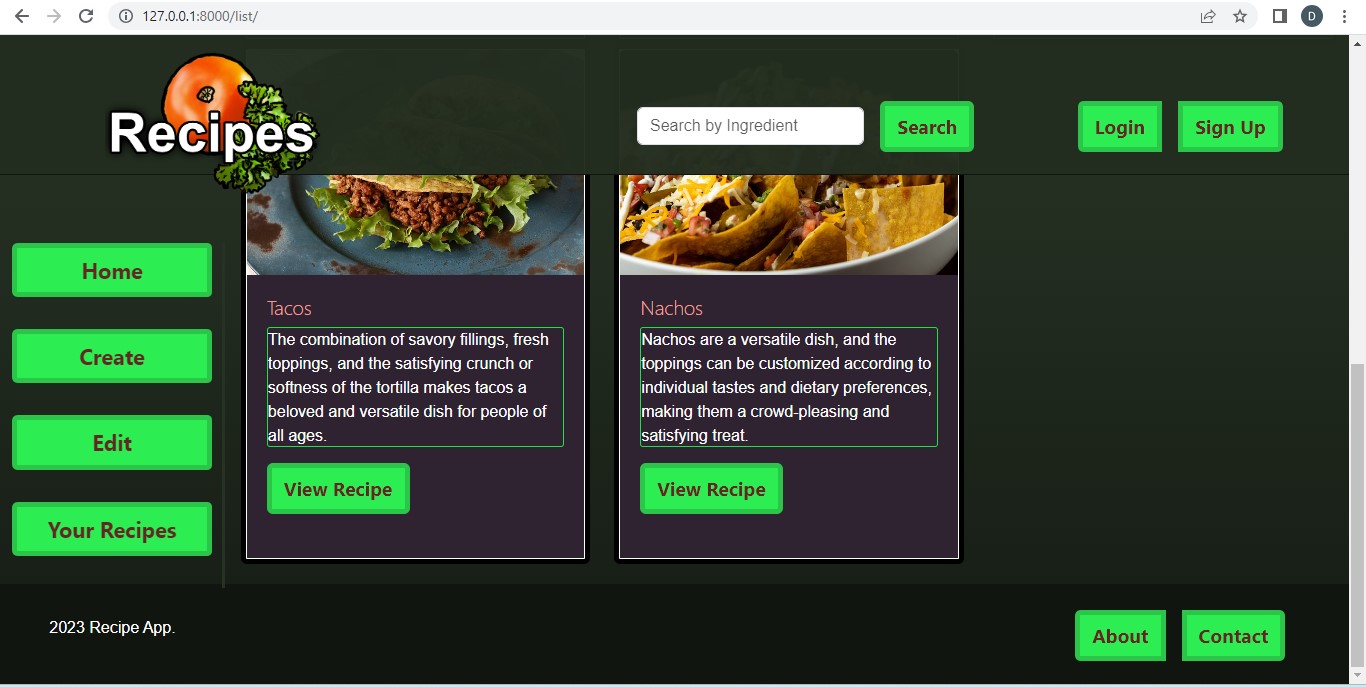 127.0.0.1:8000/list/
D
Recipes
Search by Ingredient
Search
Login
Sign Up
Home
Create
Edit
Your Recipes
Tacos
The combination of savory fillings, fresh
toppings, and the satisfying crunch or
softness of the tortilla makes tacos a
beloved and versatile dish for people of
all ages.
View Recipe
Nachos
Nachos are a versatile dish, and the
toppings can be customized according to
individual tastes and dietary preferences,
making them a crowd-pleasing and
satisfying treat.
View Recipe
2023 Recipe App.
About
Contact